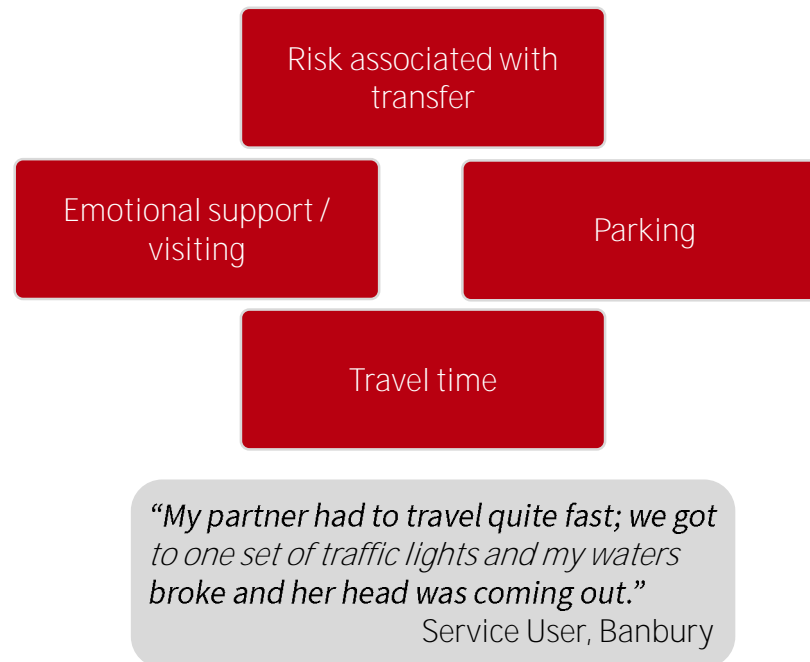 Risk associated with
transfer
Emotional support /
visiting
Parking
Travel time
“My partner had to travel quite fast; we got
to one set of traffic lights and my waters
broke and her head was coming out.”
Service User, Banbury